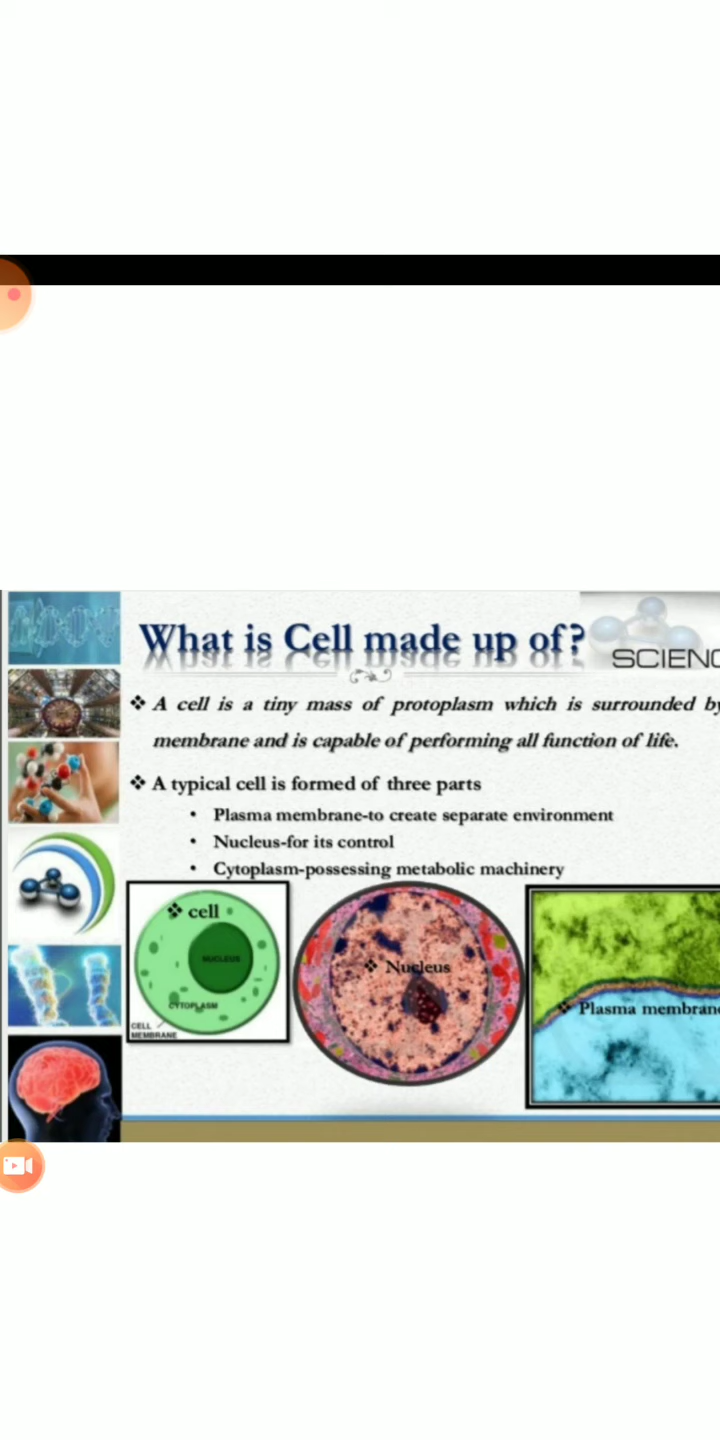 What is Cell made up of?
SCIENC
❖ A cell is a tiny mass of protoplasm which is surrounded by
membrane and is capable of performing all function of life.
❖ A typical cell is formed of three parts
• Plasma membrane-to create separate environment
• Nucleus-for its control
• Cytoplasm-possessing metabolic machinery
❖ cell
NUCLEUS
CYTOPLASM
CELL
MEMBRANE
❖ Nucleus
❖ Plasma membrane